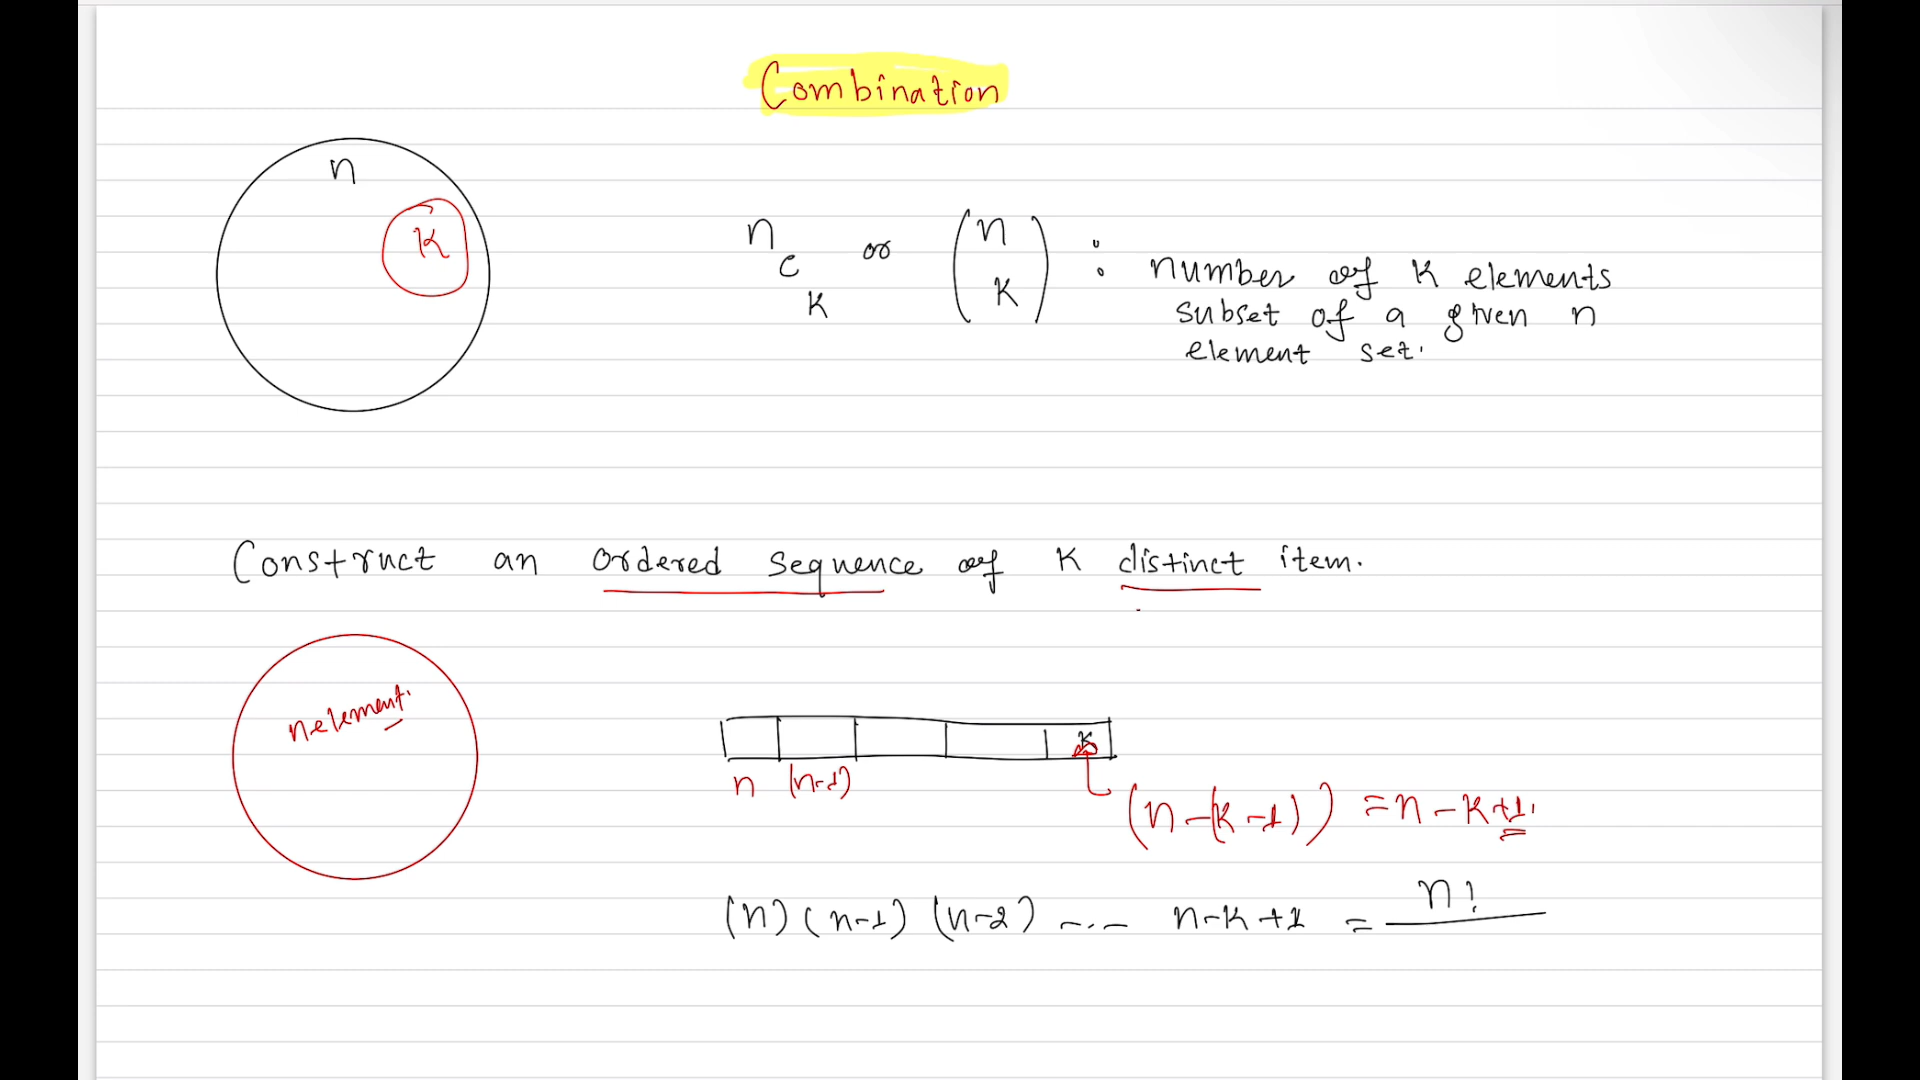 Combination
n
K
n C K or (n K) : number of K elements
subset of a given n
element set.
Construct an ordered sequence of K distinct item.
n element.
K
n (n-1)
(n-(K-1)) = n-K+1.
(n) (n-1) (n-2) ---- n-K+1 = n!